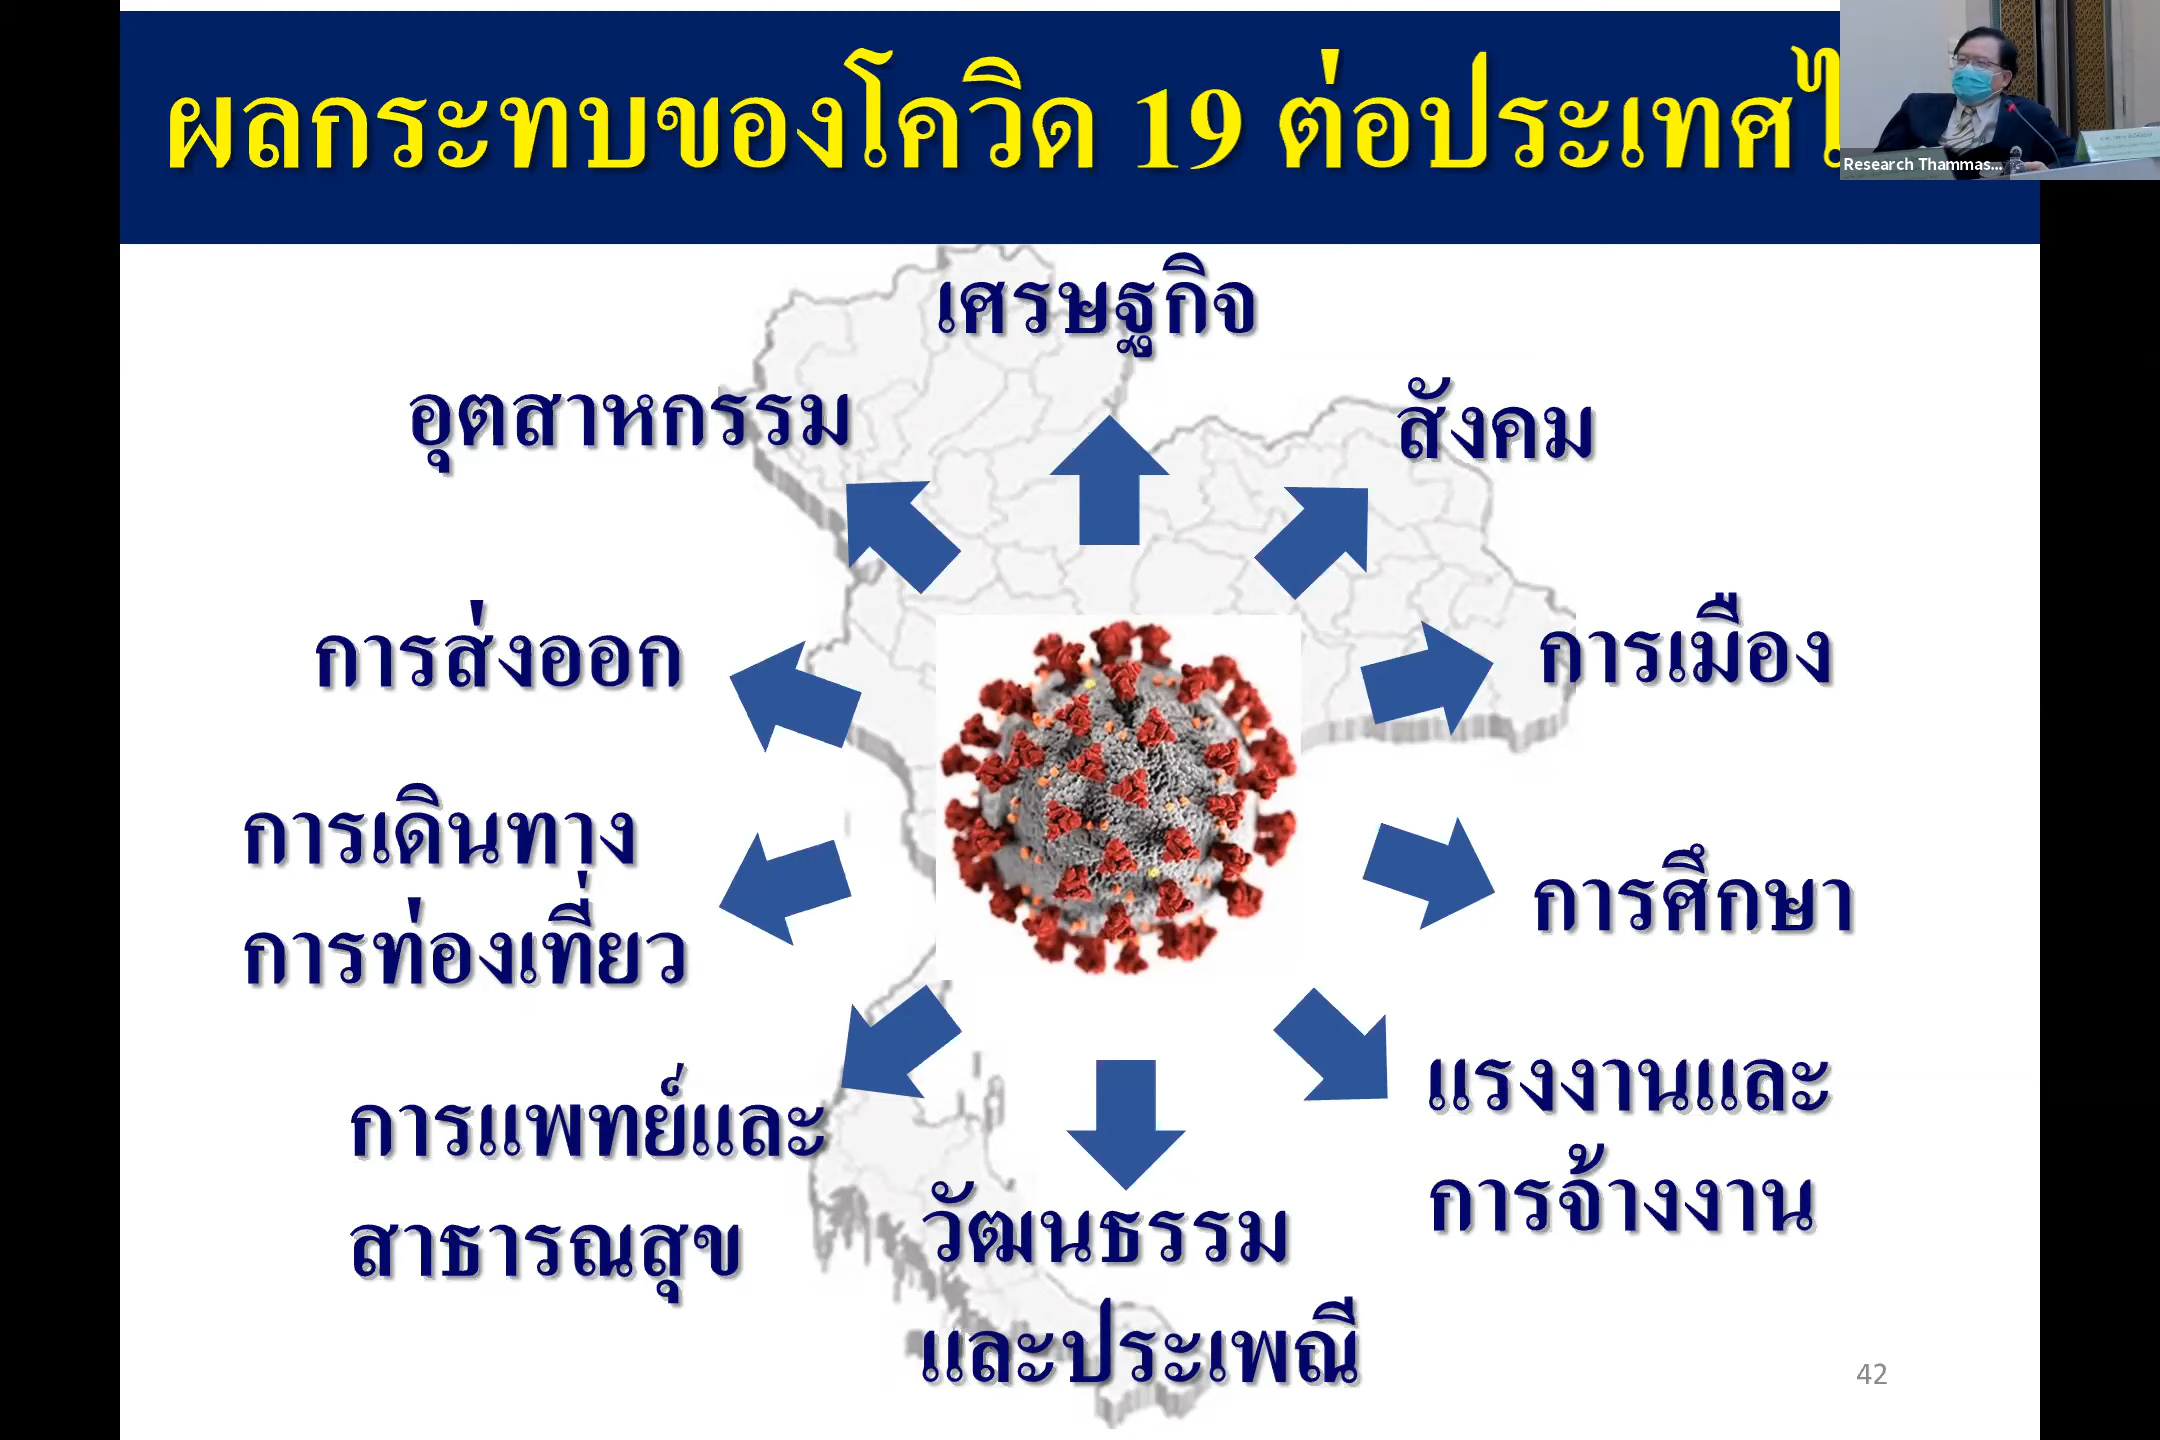 ผลกระทบของโควิด 19 ต่อประเทศไ
Research Thammas...
เศรษฐกิจ
อุตสาหกรรม
สังคม
การส่งออก
การเมือง
การเดินทาง
การท่องเที่ยว
การศึกษา
การแพทย์และ
สาธารณสุข
แรงงานและ
การจ้างงาน
วัฒนธรรม
และประเพณี
42